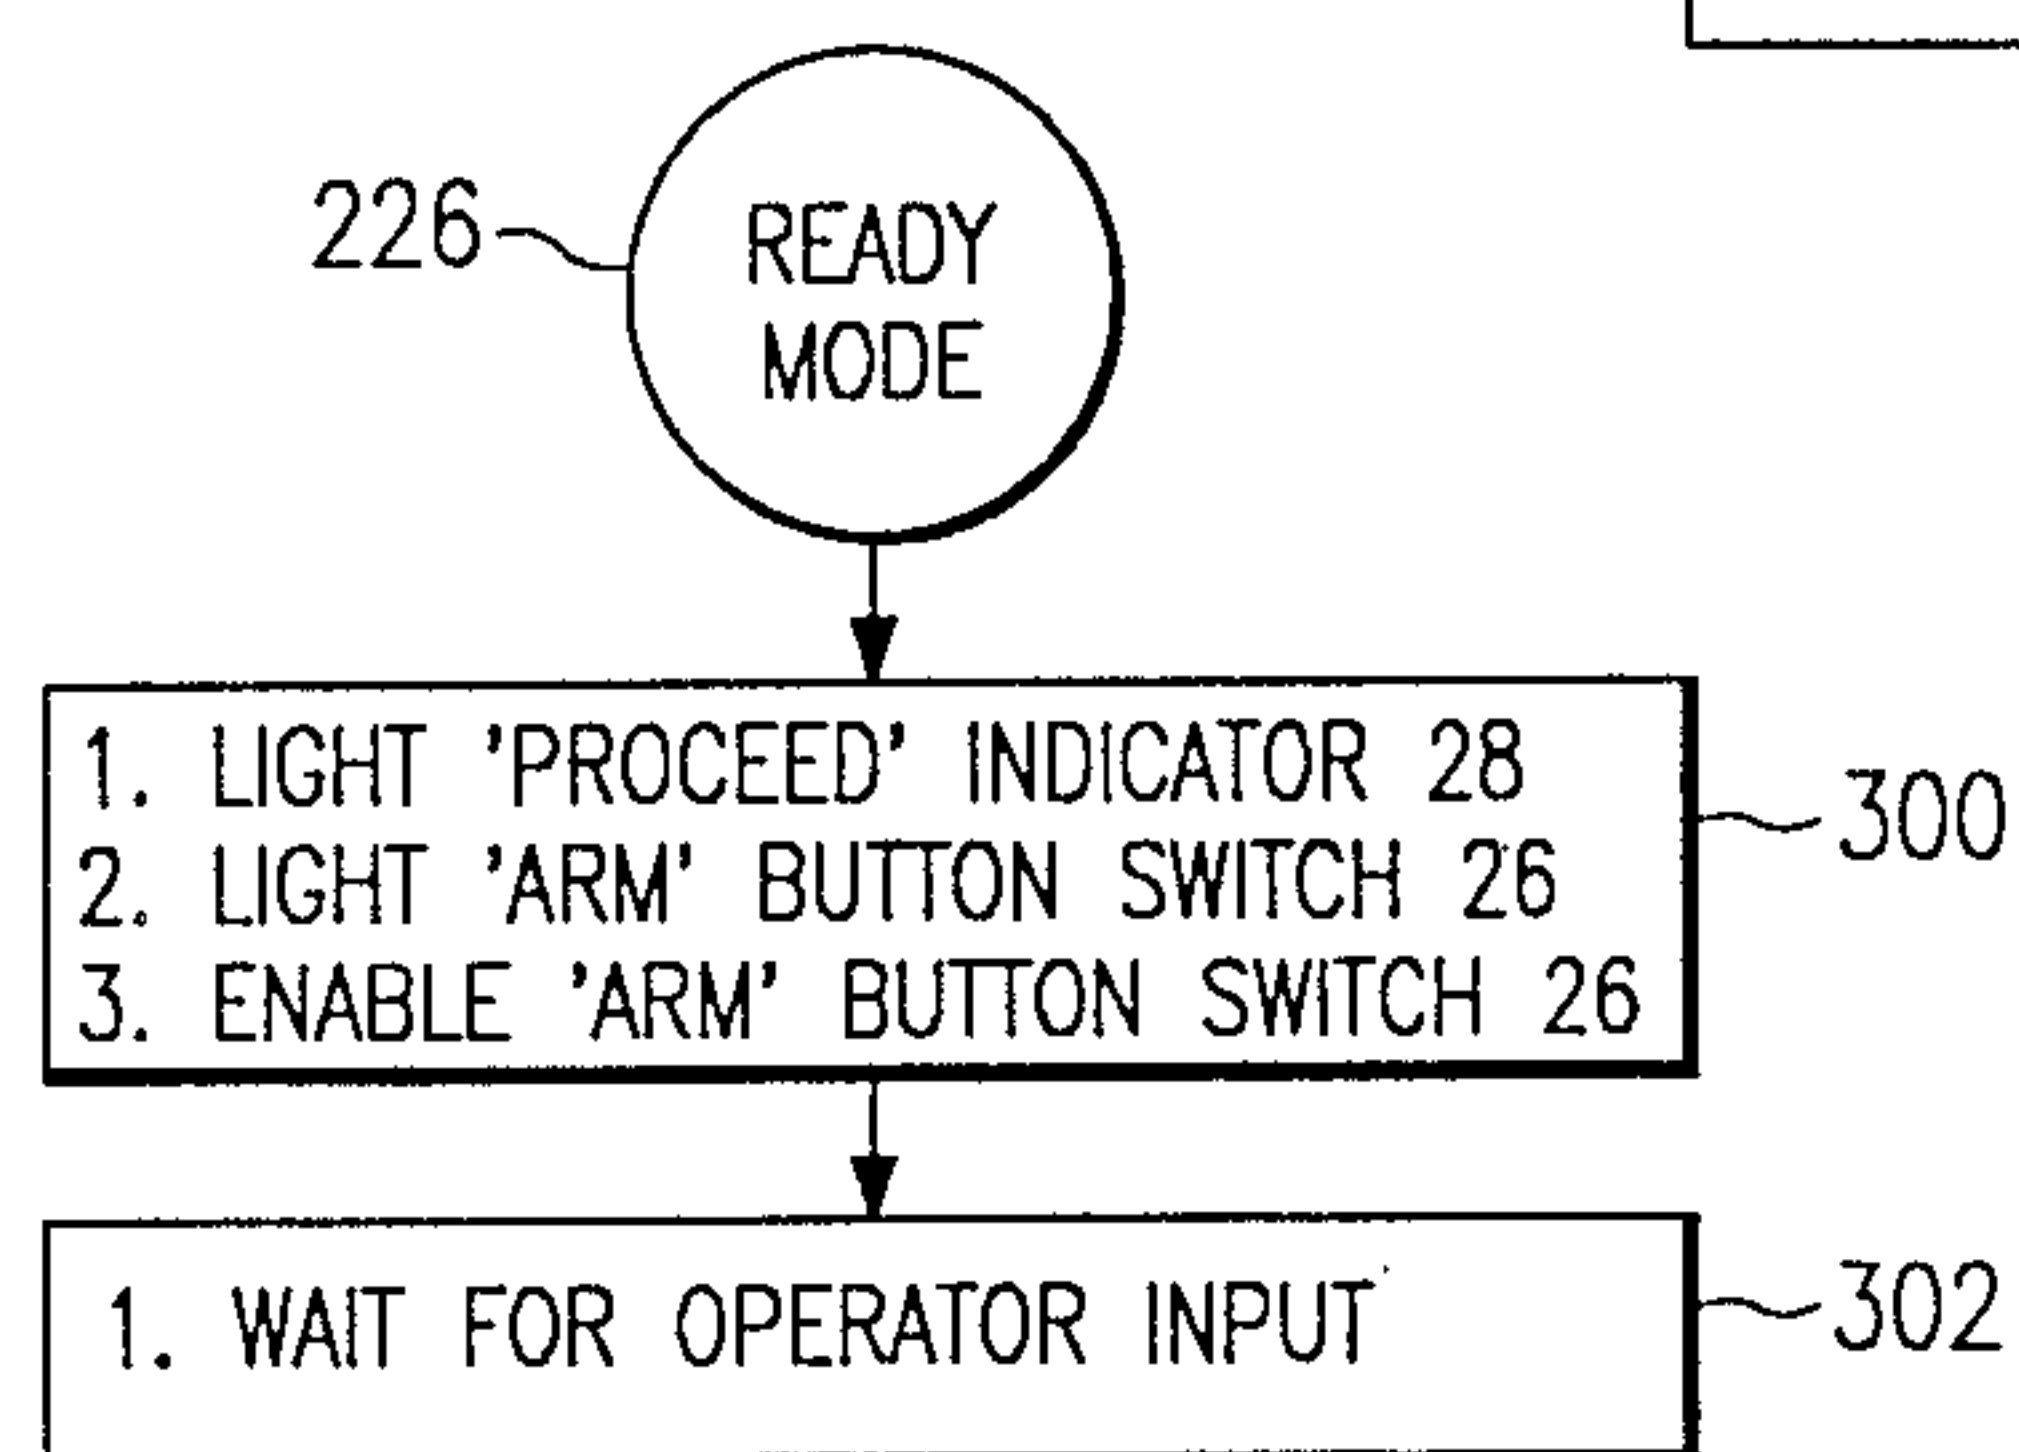 226
READY
MODE
1. LIGHT 'PROCEED' INDICATOR 28
2. LIGHT 'ARM' BUTTON SWITCH 26
3. ENABLE 'ARM' BUTTON SWITCH 26
300
1. WAIT FOR OPERATOR INPUT
302